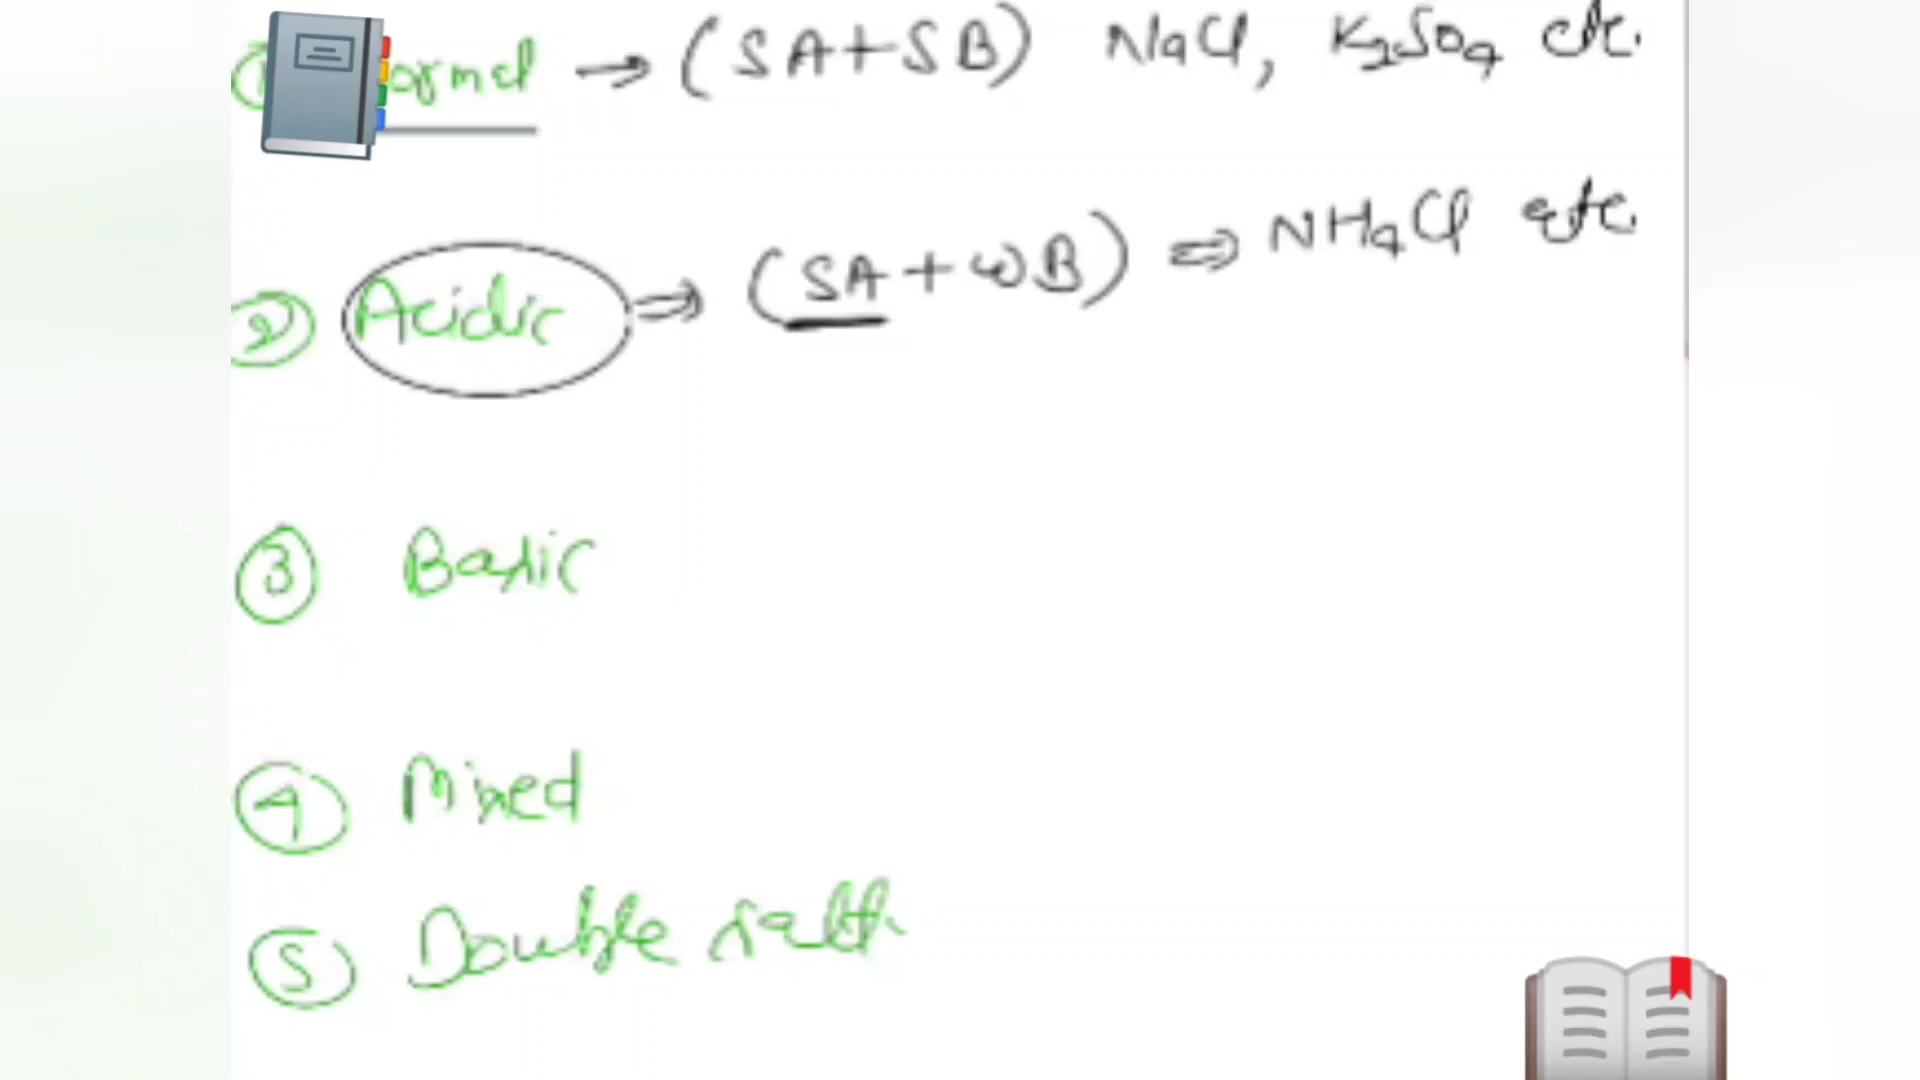 ① ormal → (SA+SB) NaCl, K₂SO₄ etc.
② Acidic ⇒ (SA+WB) ⇒ NH₄Cl etc.
③ Basic
④ Mixed
⑤ Double salt